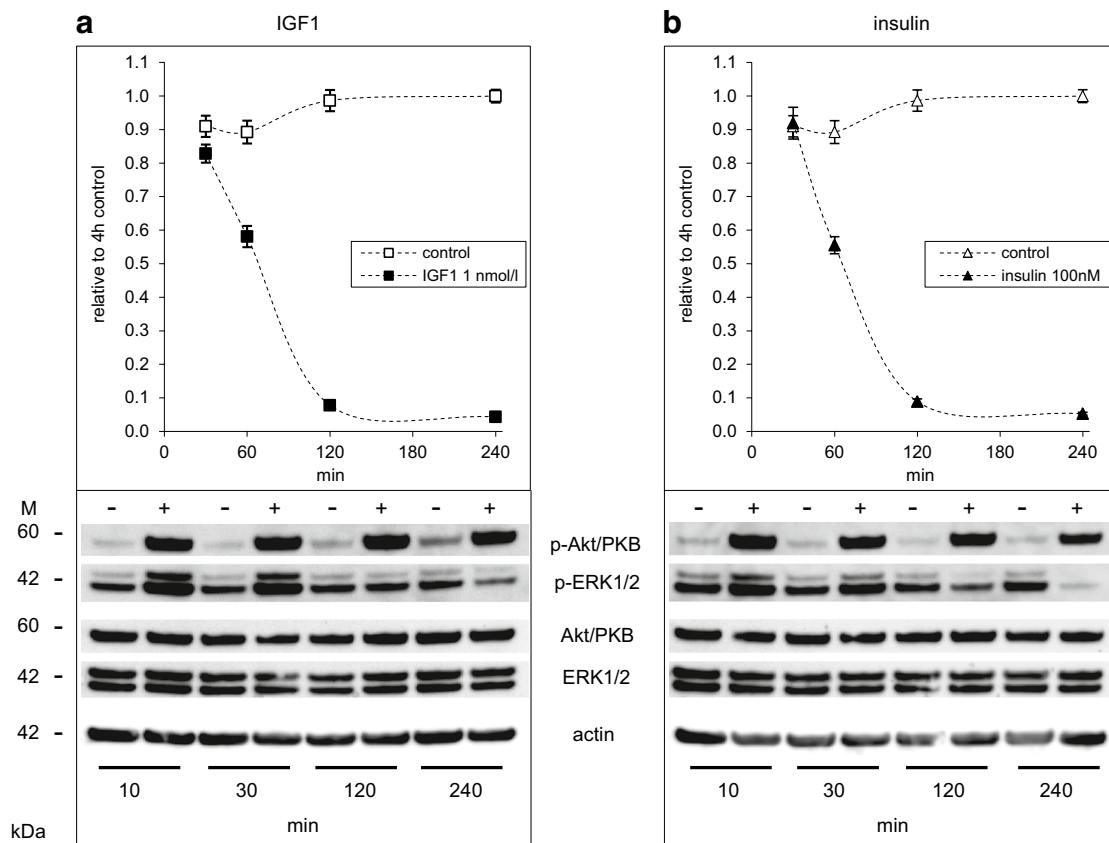 a IGF1
1.1
1.0
0.9
0.8
0.7
0.6
0.5
0.4
0.3
0.2
0.1
0.0
relative to 4h control
control
IGF1 1 nmol/l
0 60 120 180 240
min
b insulin
1.1
1.0
0.9
0.8
0.7
0.6
0.5
0.4
0.3
0.2
0.1
0.0
relative to 4h control
control
insulin 100nM
0 60 120 180 240
min
M - + - + - + - + - + - + - + - +
60 - p-Akt/PKB
42 - p-ERK1/2
60 - Akt/PKB
42 - ERK1/2
42 - actin
10 30 120 240 10 30 120 240
min min
kDa